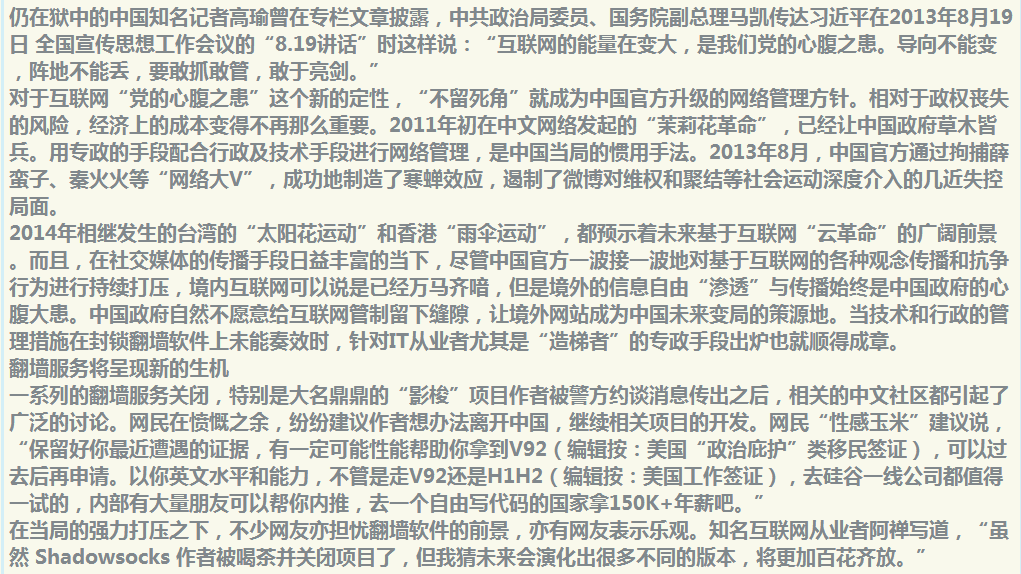 仍在狱中的中国知名记者高瑜曾在专栏文章披露，中共政治局委员、国务院副总理马凯传达习近平在2013年8月19
日 全国宣传思想工作会议的“8.19讲话”时这样说：“互联网的能量在变大，是我们党的心腹之患。导向不能变
，阵地不能丢，要敢抓敢管，敢于亮剑。”
对于互联网“党的心腹之患”这个新的定性，“不留死角”就成为中国官方升级的网络管理方针。相对于政权丧失
的风险，经济上的成本变得不再那么重要。2011年初在中文网络发起的“茉莉花革命”，已经让中国政府草木皆
兵。用专政的手段配合行政及技术手段进行网络管理，是中国当局的惯用手法。2013年8月，中国官方通过拘捕薛
蛮子、秦火火等“网络大V”，成功地制造了寒蝉效应，遏制了微博对维权和聚结等社会运动深度介入的几近失控
局面。
2014年相继发生的台湾的“太阳花运动”和香港“雨伞运动”，都预示着未来基于互联网“云革命”的广阔前景
。而且，在社交媒体的传播手段日益丰富的当下，尽管中国官方一波接一波地对基于互联网的各种观念传播和抗争
行为进行持续打压，境内互联网可以说是已经万马齐喑，但是境外的信息自由“渗透”与传播始终是中国政府的心
腹大患。中国政府自然不愿意给互联网管制留下缝隙，让境外网站成为中国未来变局的策源地。当技术和行政的管
理措施在封锁翻墙软件上未能奏效时，针对IT从业者尤其是“造梯者”的专政手段出炉也就顺得成章。
翻墙服务将呈现新的生机
一系列的翻墙服务关闭，特别是大名鼎鼎的“影梭”项目作者被警方约谈消息传出之后，相关的中文社区都引起了
广泛的讨论。网民在愤慨之余，纷纷建议作者想办法离开中国，继续相关项目的开发。网民“性感玉米”建议说，
“保留好你最近遭遇的证据，有一定可能性能帮助你拿到V92（编辑按：美国“政治庇护”类移民签证），可以过
去后再申请。以你英文水平和能力，不管是走V92还是H1H2（编辑按：美国工作签证），去硅谷一线公司都值得
一试的，内部有大量朋友可以帮你内推，去一个自由写代码的国家拿150K+年薪吧。”
在当局的强力打压之下，不少网友亦担忧翻墙软件的前景，亦有网友表示乐观。知名互联网从业者阿禅写道，“虽
然 Shadowsocks 作者被喝茶并关闭项目了，但我猜未来会演化出很多不同的版本，将更加百花齐放。”